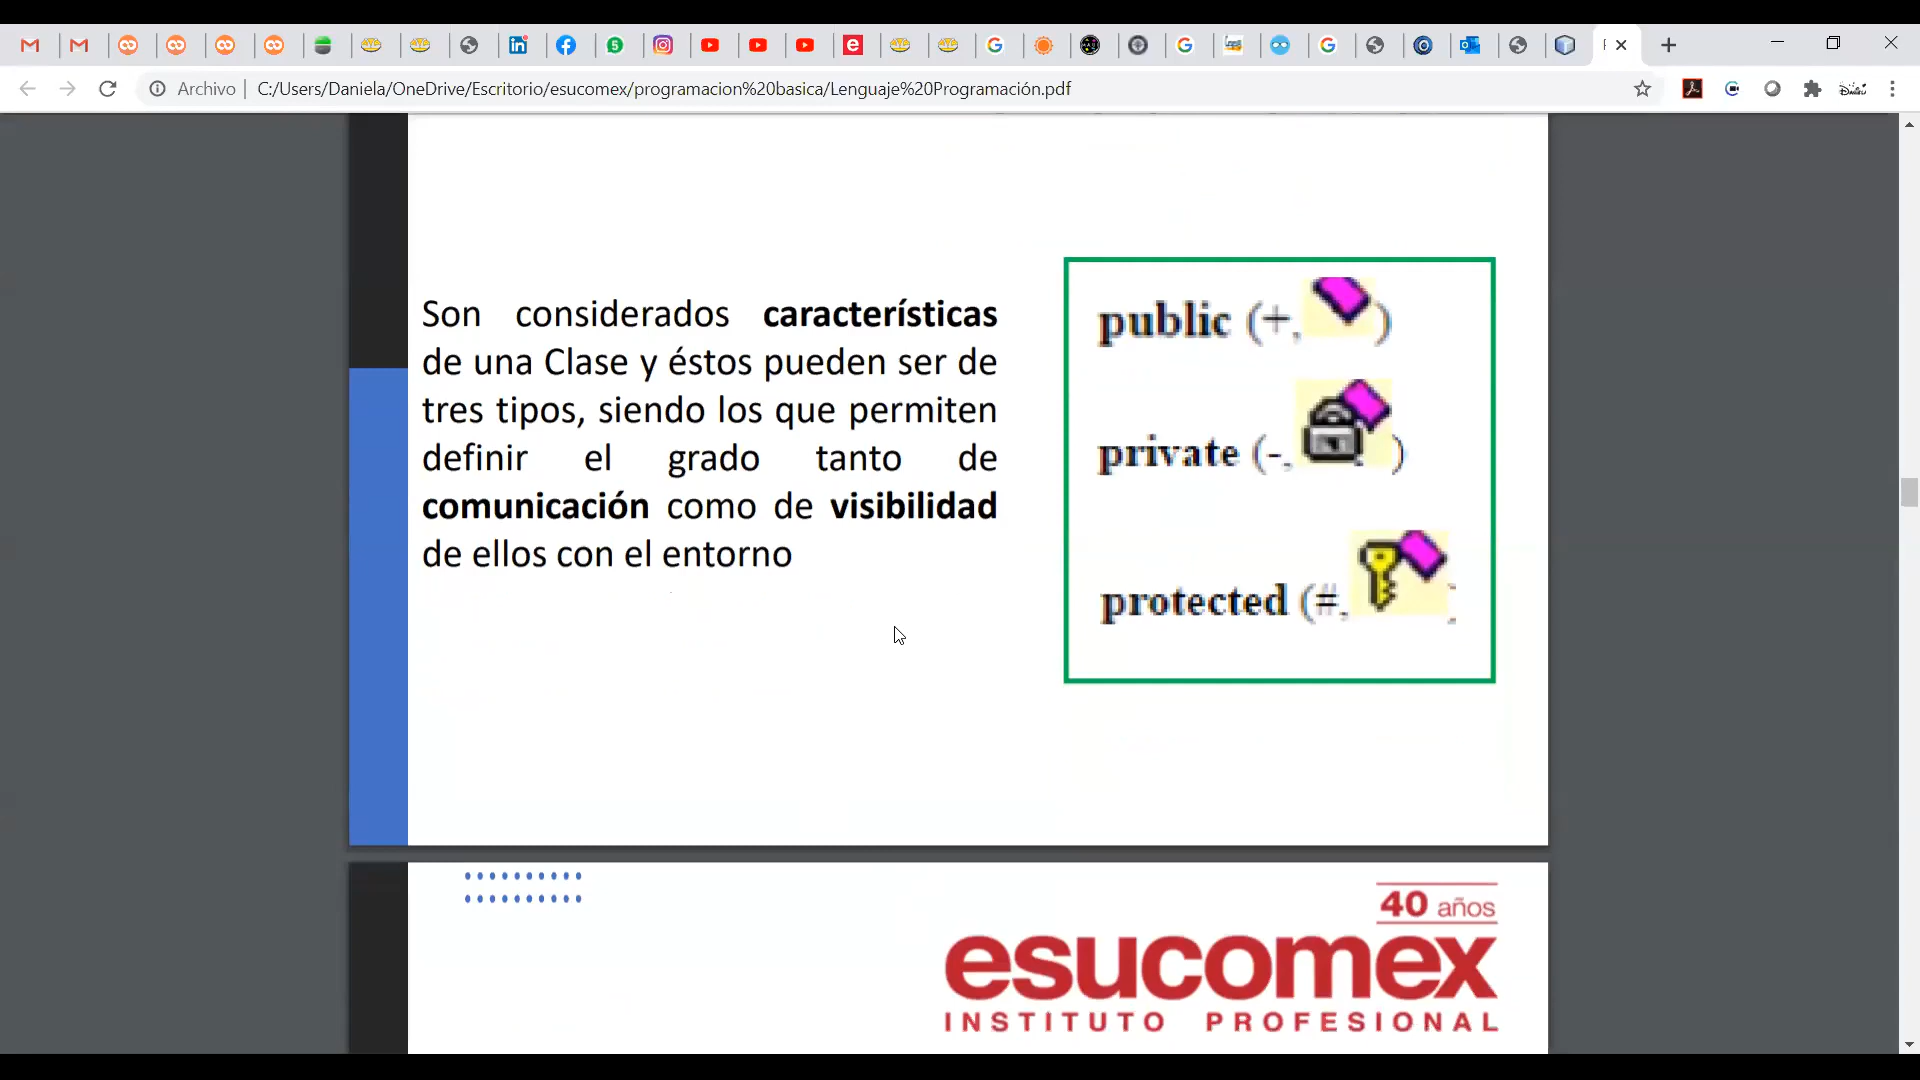 Archivo
C:/Users/Daniela/OneDrive/Escritorio/esucomex/programacion%20basica/Lenguaje%20Programación.pdf
Son considerados características
de una Clase y éstos pueden ser de
tres tipos, siendo los que permiten
definir el grado tanto de
comunicación como de visibilidad
de ellos con el entorno
public (+, )
private (-, )
protected (#, )
40 años
esucomex
INSTITUTO PROFESIONAL